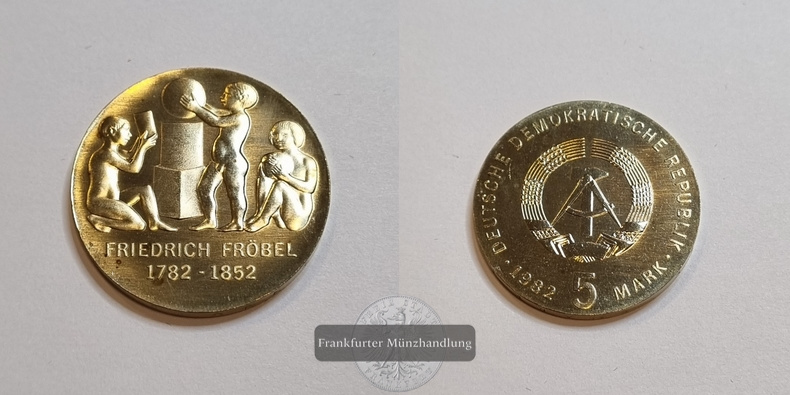 FRIEDRICH FRÖBEL
1782 - 1852
DEUTSCHE DEMOKRATISCHE REPUBLIK
· 1982 5 MARK ·
Frankfurter Münzhandlung